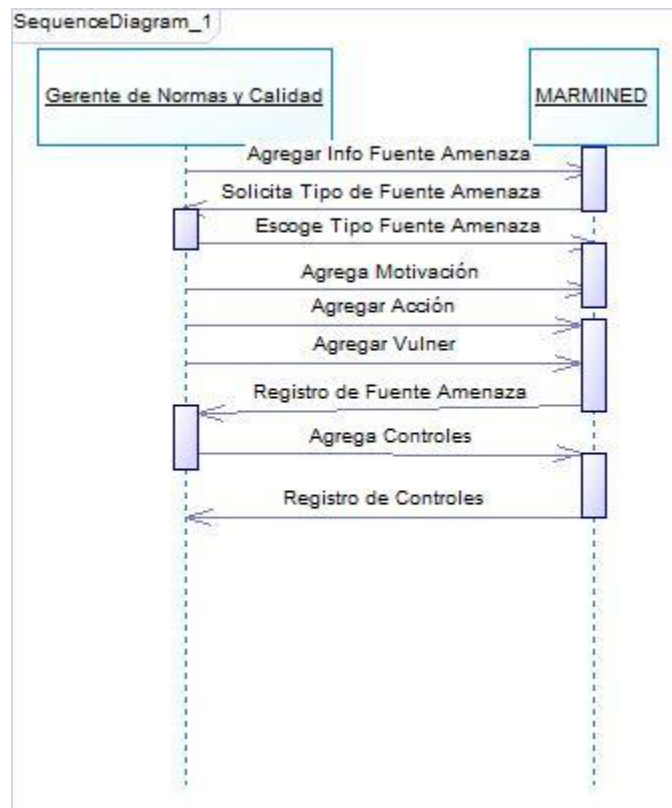 SequenceDiagram_1
Gerente de Normas y Calidad
MARMINED
Agregar Info Fuente Amenaza
Solicita Tipo de Fuente Amenaza
Escoge Tipo Fuente Amenaza
Agrega Motivación
Agregar Acción
Agregar Vulner
Registro de Fuente Amenaza
Agrega Controles
Registro de Controles